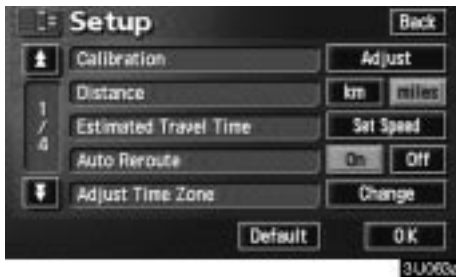 Setup Back
Calibration Adjust
Distance km miles
1/4
Estimated Travel Time Set Speed
Auto Reroute On Off
Adjust Time Zone Change
Default OK
3U063a